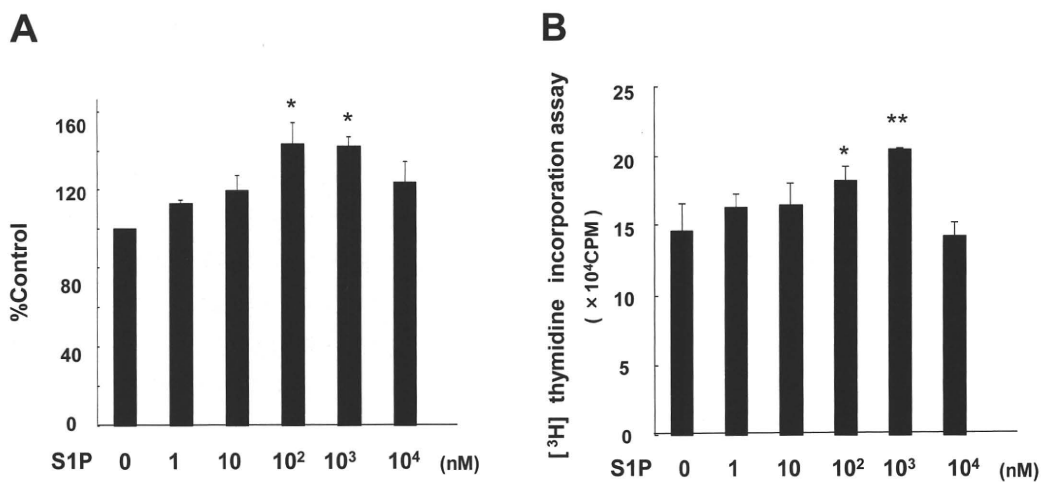 A
%Control
160
120
80
40
0
*
*
S1P 0 1 10 10² 10³ 10⁴ (nM)
B
[³H] thymidine incorporation assay
( ×10⁴CPM )
25
20
15
10
5
0
*
**
S1P 0 1 10 10² 10³ 10⁴ (nM)